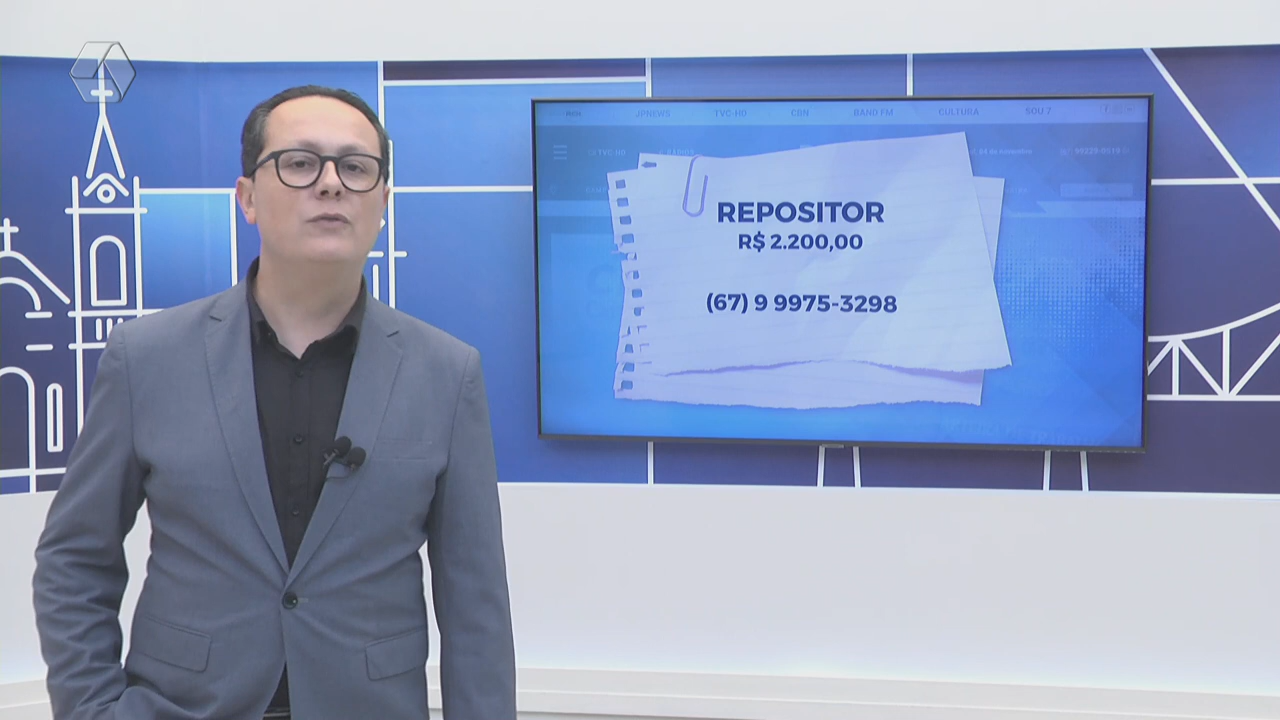 JPNEWS TVC-HD CBN BAND FM CULTURA SOU 7
REPOSITOR
R$ 2.200,00
(67) 9 9975-3298